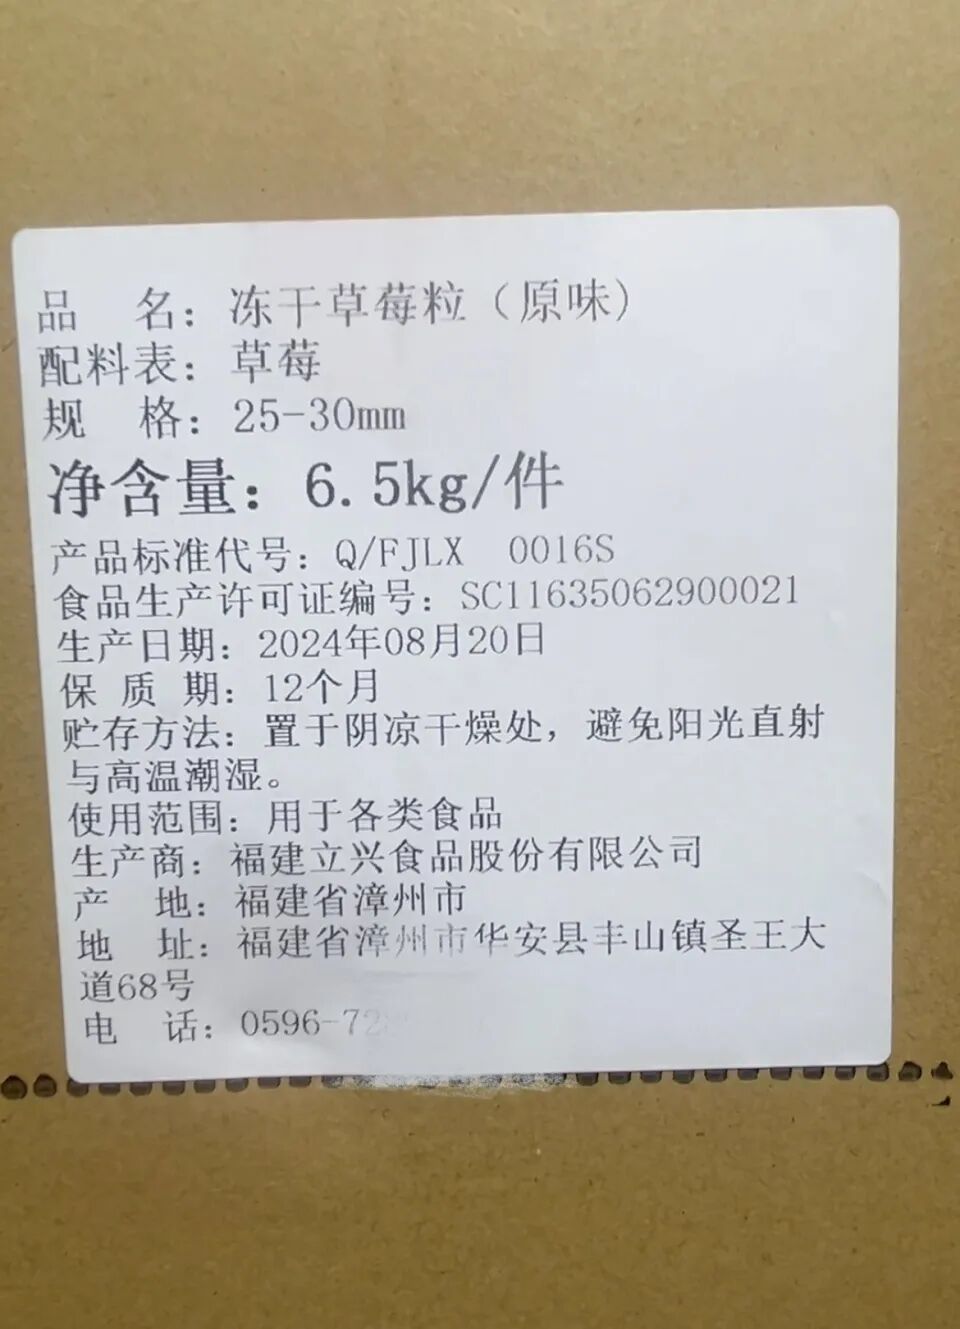 品　名：冻干草莓粒（原味）
配料表：草莓
规　格：25-30mm
净含量：6.5kg/件
产品标准代号：Q/FJLX 0016S
食品生产许可证编号：SC11635062900021
生产日期：2024年08月20日
保 质 期：12个月
贮存方法：置于阴凉干燥处，避免阳光直射
与高温潮湿。
使用范围：用于各类食品
生产商：福建立兴食品股份有限公司
产　地：福建省漳州市
地　址：福建省漳州市华安县丰山镇圣王大
道68号
电　话：0596-72